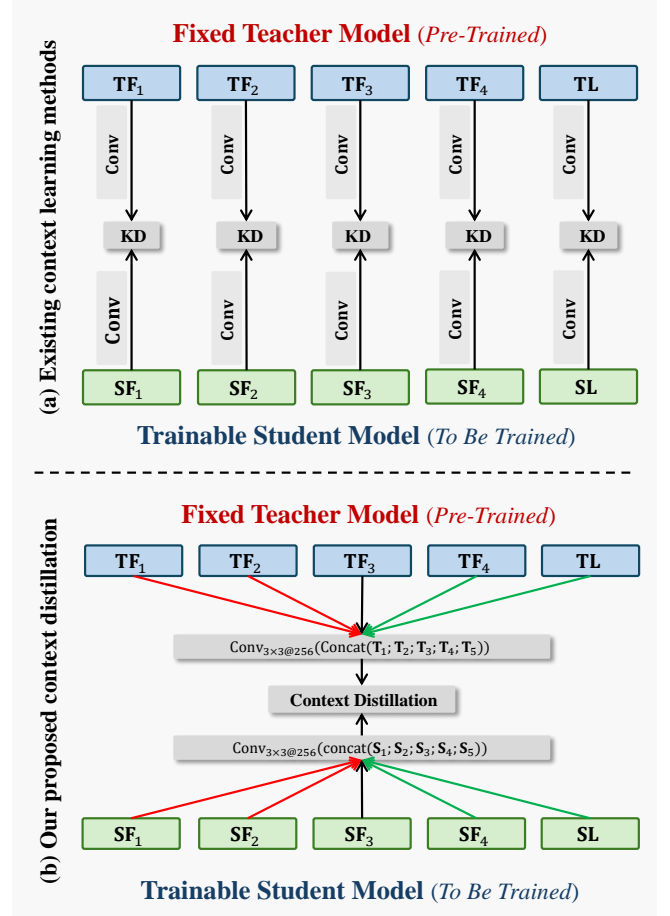 (a) Existing context learning methods
Fixed Teacher Model (Pre-Trained)
TF₁ TF₂ TF₃ TF₄ TL
Conv Conv Conv Conv Conv
KD KD KD KD KD
Conv Conv Conv Conv Conv
SF₁ SF₂ SF₃ SF₄ SL
Trainable Student Model (To Be Trained)
(b) Our proposed context distillation
Fixed Teacher Model (Pre-Trained)
TF₁ TF₂ TF₃ TF₄ TL
Conv₃×₃@₂₅₆(Concat(T₁; T₂; T₃; T₄; T₅))
Context Distillation
Conv₃×₃@₂₅₆(concat(S₁; S₂; S₃; S₄; S₅))
SF₁ SF₂ SF₃ SF₄ SL
Trainable Student Model (To Be Trained)